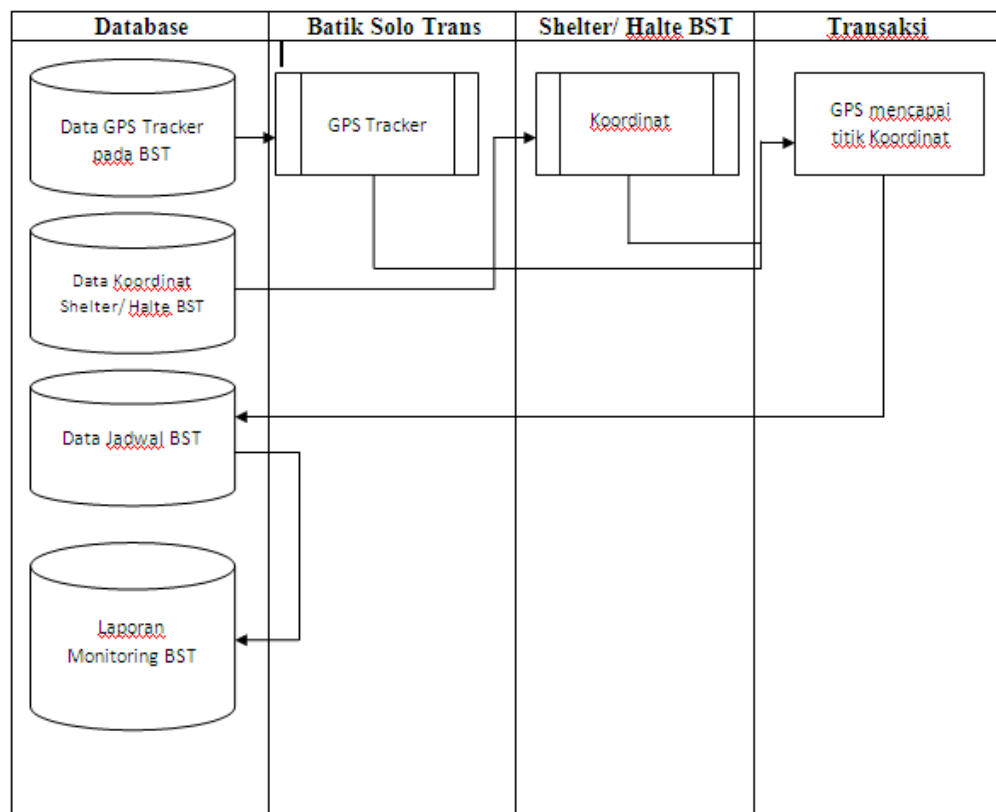 Database
Batik Solo Trans
Shelter/ Halte BST
Transaksi
Data GPS Tracker
pada BST
GPS Tracker
Koordinat
GPS mencapai
titik Koordinat
Data Koordinat
Shelter/ Halte BST
Data Jadwal BST
Laporan
Monitoring BST